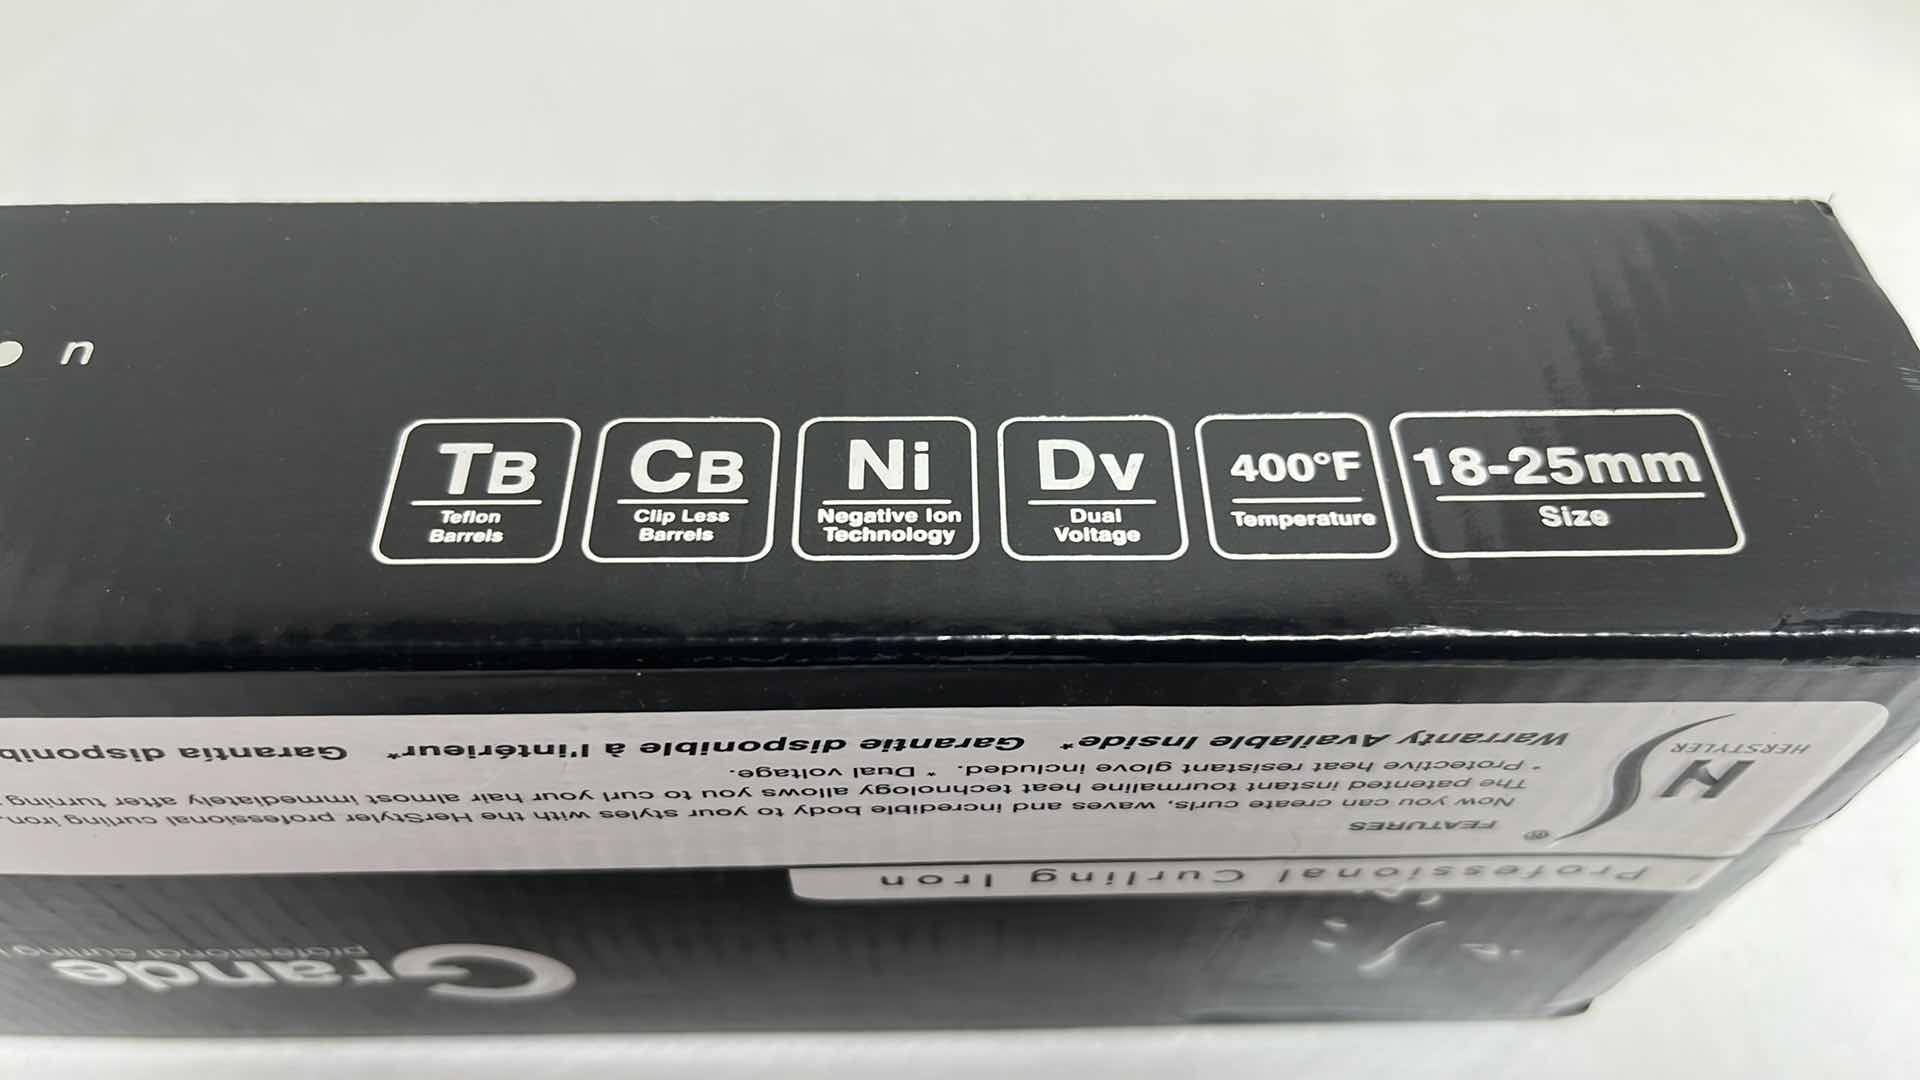 n
TB
Teflon
Barrels
CB
Clip Less
Barrels
Ni
Negative Ion
Technology
Dv
Dual
Voltage
400°F
Temperature
18-25mm
Size
Grande
professional curling
Professional Curling Iron
HS
HERSTYLER
®
FEATURES
Now you can create curls, waves and incredible body to your styles with the HerStyler professional curling iron.
The patented instant tourmaline heat technology allows you to curl your hair almost immediately after turning
* Protective heat resistant glove included. * Dual voltage.
Warranty Available Inside* Garantie disponible à l'intérieur* Garantía